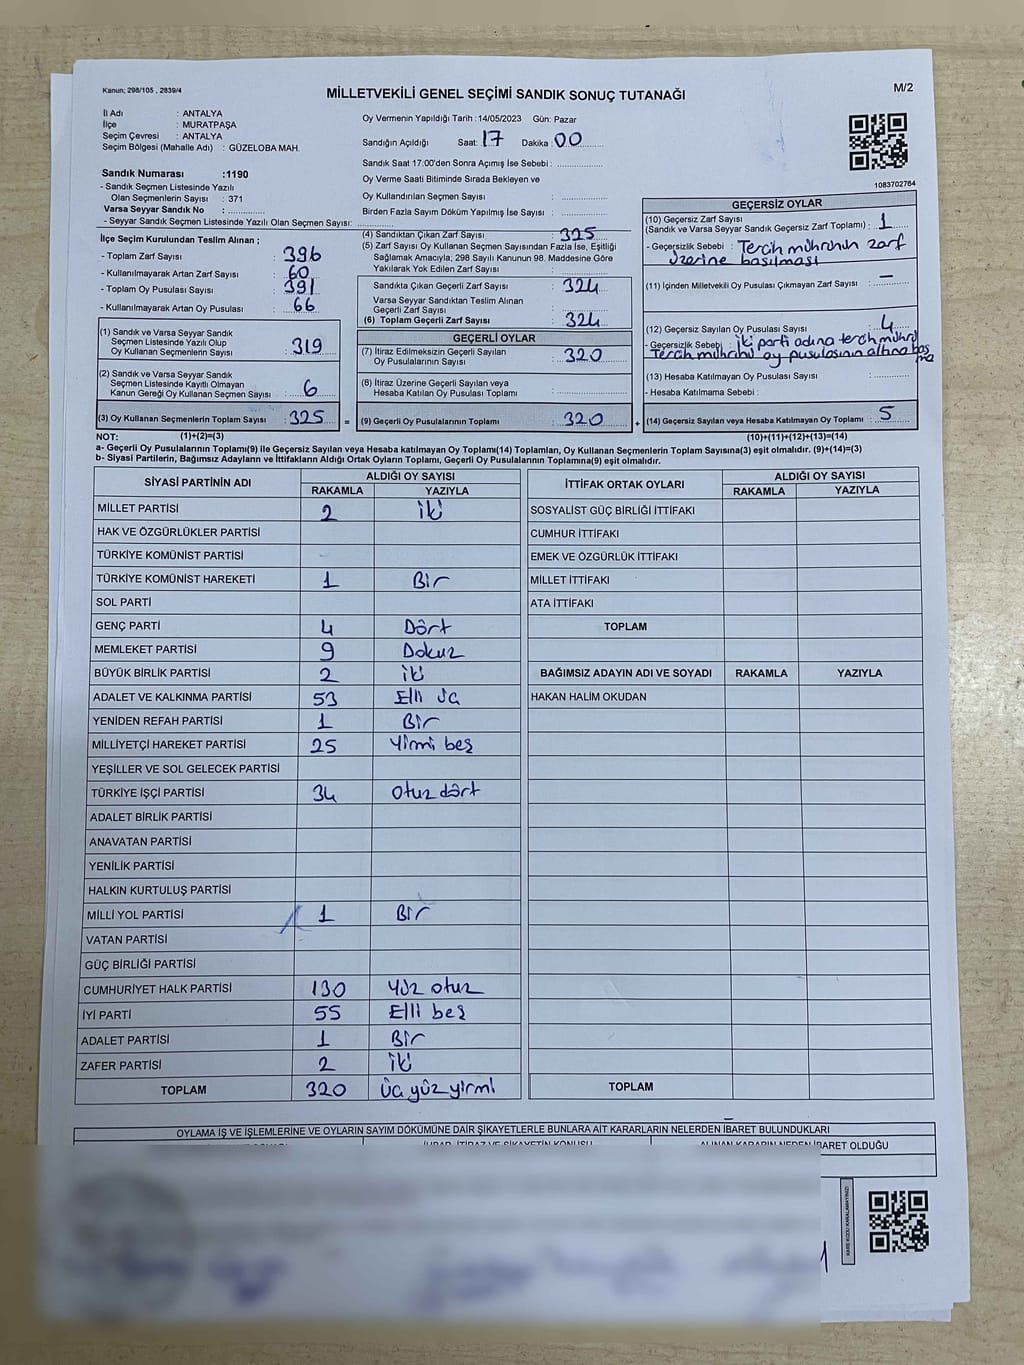 Kanun; 298/105 , 2839/4
MİLLETVEKİLİ GENEL SEÇİMİ SANDIK SONUÇ TUTANAĞI
M/2
İl Adı : ANTALYA
İlçe : MURATPAŞA
Seçim Çevresi : ANTALYA
Seçim Bölgesi (Mahalle Adı) : GÜZELOBA MAH.
Sandık Numarası :1190
- Sandık Seçmen Listesinde Yazılı
Olan Seçmenlerin Sayısı : 371
Varsa Seyyar Sandık No :
- Seyyar Sandık Seçmen Listesinde Yazılı Olan Seçmen Sayısı:
Oy Vermenin Yapıldığı Tarih : 14/05/2023 Gün: Pazar
Sandığın Açıldığı Saat: 17 Dakika : 00
Sandık Saat 17:00'den Sonra Açımış İse Sebebi :
Oy Verme Saati Bitiminde Sırada Bekleyen ve
Oy Kullandırılan Seçmen Sayısı :
Birden Fazla Sayım Döküm Yapılmış İse Sayısı :
1083702784
İlçe Seçim Kurulundan Teslim Alınan ;
- Toplam Zarf Sayısı : 396
- Kullanılmayarak Artan Zarf Sayısı : 60
- Toplam Oy Pusulası Sayısı : 391
- Kullanılmayarak Artan Oy Pusulası : 66
(4) Sandıktan Çıkan Zarf Sayısı : 325
(5) Zarf Sayısı Oy Kullanan Seçmen Sayısından Fazla İse, Eşitliği
Sağlamak Amacıyla, 298 Sayılı Kanunun 98. Maddesine Göre
Yakılarak Yok Edilen Zarf Sayısı :
Sandıkta Çıkan Geçerli Zarf Sayısı : 324
Varsa Seyyar Sandıktan Teslim Alınan
Geçerli Zarf Sayısı :
(6) Toplam Geçerli Zarf Sayısı : 324
GEÇERSİZ OYLAR
(10) Geçersiz Zarf Sayısı
(Sandık ve Varsa Seyyar Sandık Geçersiz Zarf Toplamı) : 1
- Geçersizlik Sebebi : Tercih mührünün zarf
üzerine basılması
(11) İçinden Milletvekili Oy Pusulası Çıkmayan Zarf Sayısı : –
(12) Geçersiz Sayılan Oy Pusulası Sayısı : 4
- Geçersizlik Sebebi : İki parti adına tercih mührü
Tercih mührünü oy pusulasının altına basma
(13) Hesaba Katılmayan Oy Pusulası Sayısı :
- Hesaba Katılmama Sebebi :
(14) Geçersiz Sayılan veya Hesaba Katılmayan Oy Toplamı : 5
(1) Sandık ve Varsa Seyyar Sandık
Seçmen Listesinde Yazılı Olup
Oy Kullanan Seçmenlerin Sayısı : 319
(2) Sandık ve Varsa Seyyar Sandık
Seçmen Listesinde Kayıtlı Olmayan
Kanun Gereği Oy Kullanan Seçmen Sayısı : 6
(3) Oy Kullanan Seçmenlerin Toplam Sayısı : 325 =
GEÇERLİ OYLAR
(7) İtiraz Edilmeksizin Geçerli Sayılan
Oy Pusulalarının Sayısı : 320
(8) İtiraz Üzerine Geçerli Sayılan veya
Hesaba Katılan Oy Pusulası Toplamı :
(9) Geçerli Oy Pusulalarının Toplamı : 320 +
NOT: (1)+(2)=(3) (10)+(11)+(12)+(13)=(14)
a- Geçerli Oy Pusulalarının Toplamı(9) ile Geçersiz Sayılan veya Hesaba katılmayan Oy Toplamı(14) Toplamları, Oy Kullanan Seçmenlerin Toplam Sayısına(3) eşit olmalıdır. (9)+(14)=(3)
b- Siyasi Partilerin, Bağımsız Adayların ve İttifakların Aldığı Ortak Oyların Toplamı, Geçerli Oy Pusulalarının Toplamına(9) eşit olmalıdır.
SİYASİ PARTİNİN ADI ALDIĞI OY SAYISI
RAKAMLA YAZIYLA
MİLLET PARTİSİ 2 iki
HAK VE ÖZGÜRLÜKLER PARTİSİ
TÜRKİYE KOMÜNİST PARTİSİ
TÜRKİYE KOMÜNİST HAREKETİ 1 Bir
SOL PARTİ
GENÇ PARTİ 4 Dört
MEMLEKET PARTİSİ 9 Dokuz
BÜYÜK BİRLİK PARTİSİ 2 iki
ADALET VE KALKINMA PARTİSİ 53 Elli üç
YENİDEN REFAH PARTİSİ 1 Bir
MİLLİYETÇİ HAREKET PARTİSİ 25 Yirmi beş
YEŞİLLER VE SOL GELECEK PARTİSİ
TÜRKİYE İŞÇİ PARTİSİ 34 otuz dört
ADALET BİRLİK PARTİSİ
ANAVATAN PARTİSİ
YENİLİK PARTİSİ
HALKIN KURTULUŞ PARTİSİ
MİLLİ YOL PARTİSİ 1 Bir
VATAN PARTİSİ
GÜÇ BİRLİĞİ PARTİSİ
CUMHURİYET HALK PARTİSİ 130 Yüz otuz
İYİ PARTİ 55 Elli beş
ADALET PARTİSİ 1 Bir
ZAFER PARTİSİ 2 iki
TOPLAM 320 üç yüz yirmi
İTTİFAK ORTAK OYLARI ALDIĞI OY SAYISI
RAKAMLA YAZIYLA
SOSYALİST GÜÇ BİRLİĞİ İTTİFAKI
CUMHUR İTTİFAKI
EMEK VE ÖZGÜRLÜK İTTİFAKI
MİLLET İTTİFAKI
ATA İTTİFAKI
TOPLAM
BAĞIMSIZ ADAYIN ADI VE SOYADI RAKAMLA YAZIYLA
HAKAN HALİM OKUDAN
TOPLAM
OYLAMA İŞ VE İŞLEMLERİNE VE OYLARIN SAYIM DÖKÜMÜNE DAİR ŞİKAYETLERLE BUNLARA AİT KARARLARIN NELERDEN İBARET BULUNDUKLARI
İHBAR, İTİRAZ VE ŞİKAYETİN KONUSU ALINAN KARARIN NEDEN İBARET OLDUĞU
KARE KODU KARALAMAYINIZ!